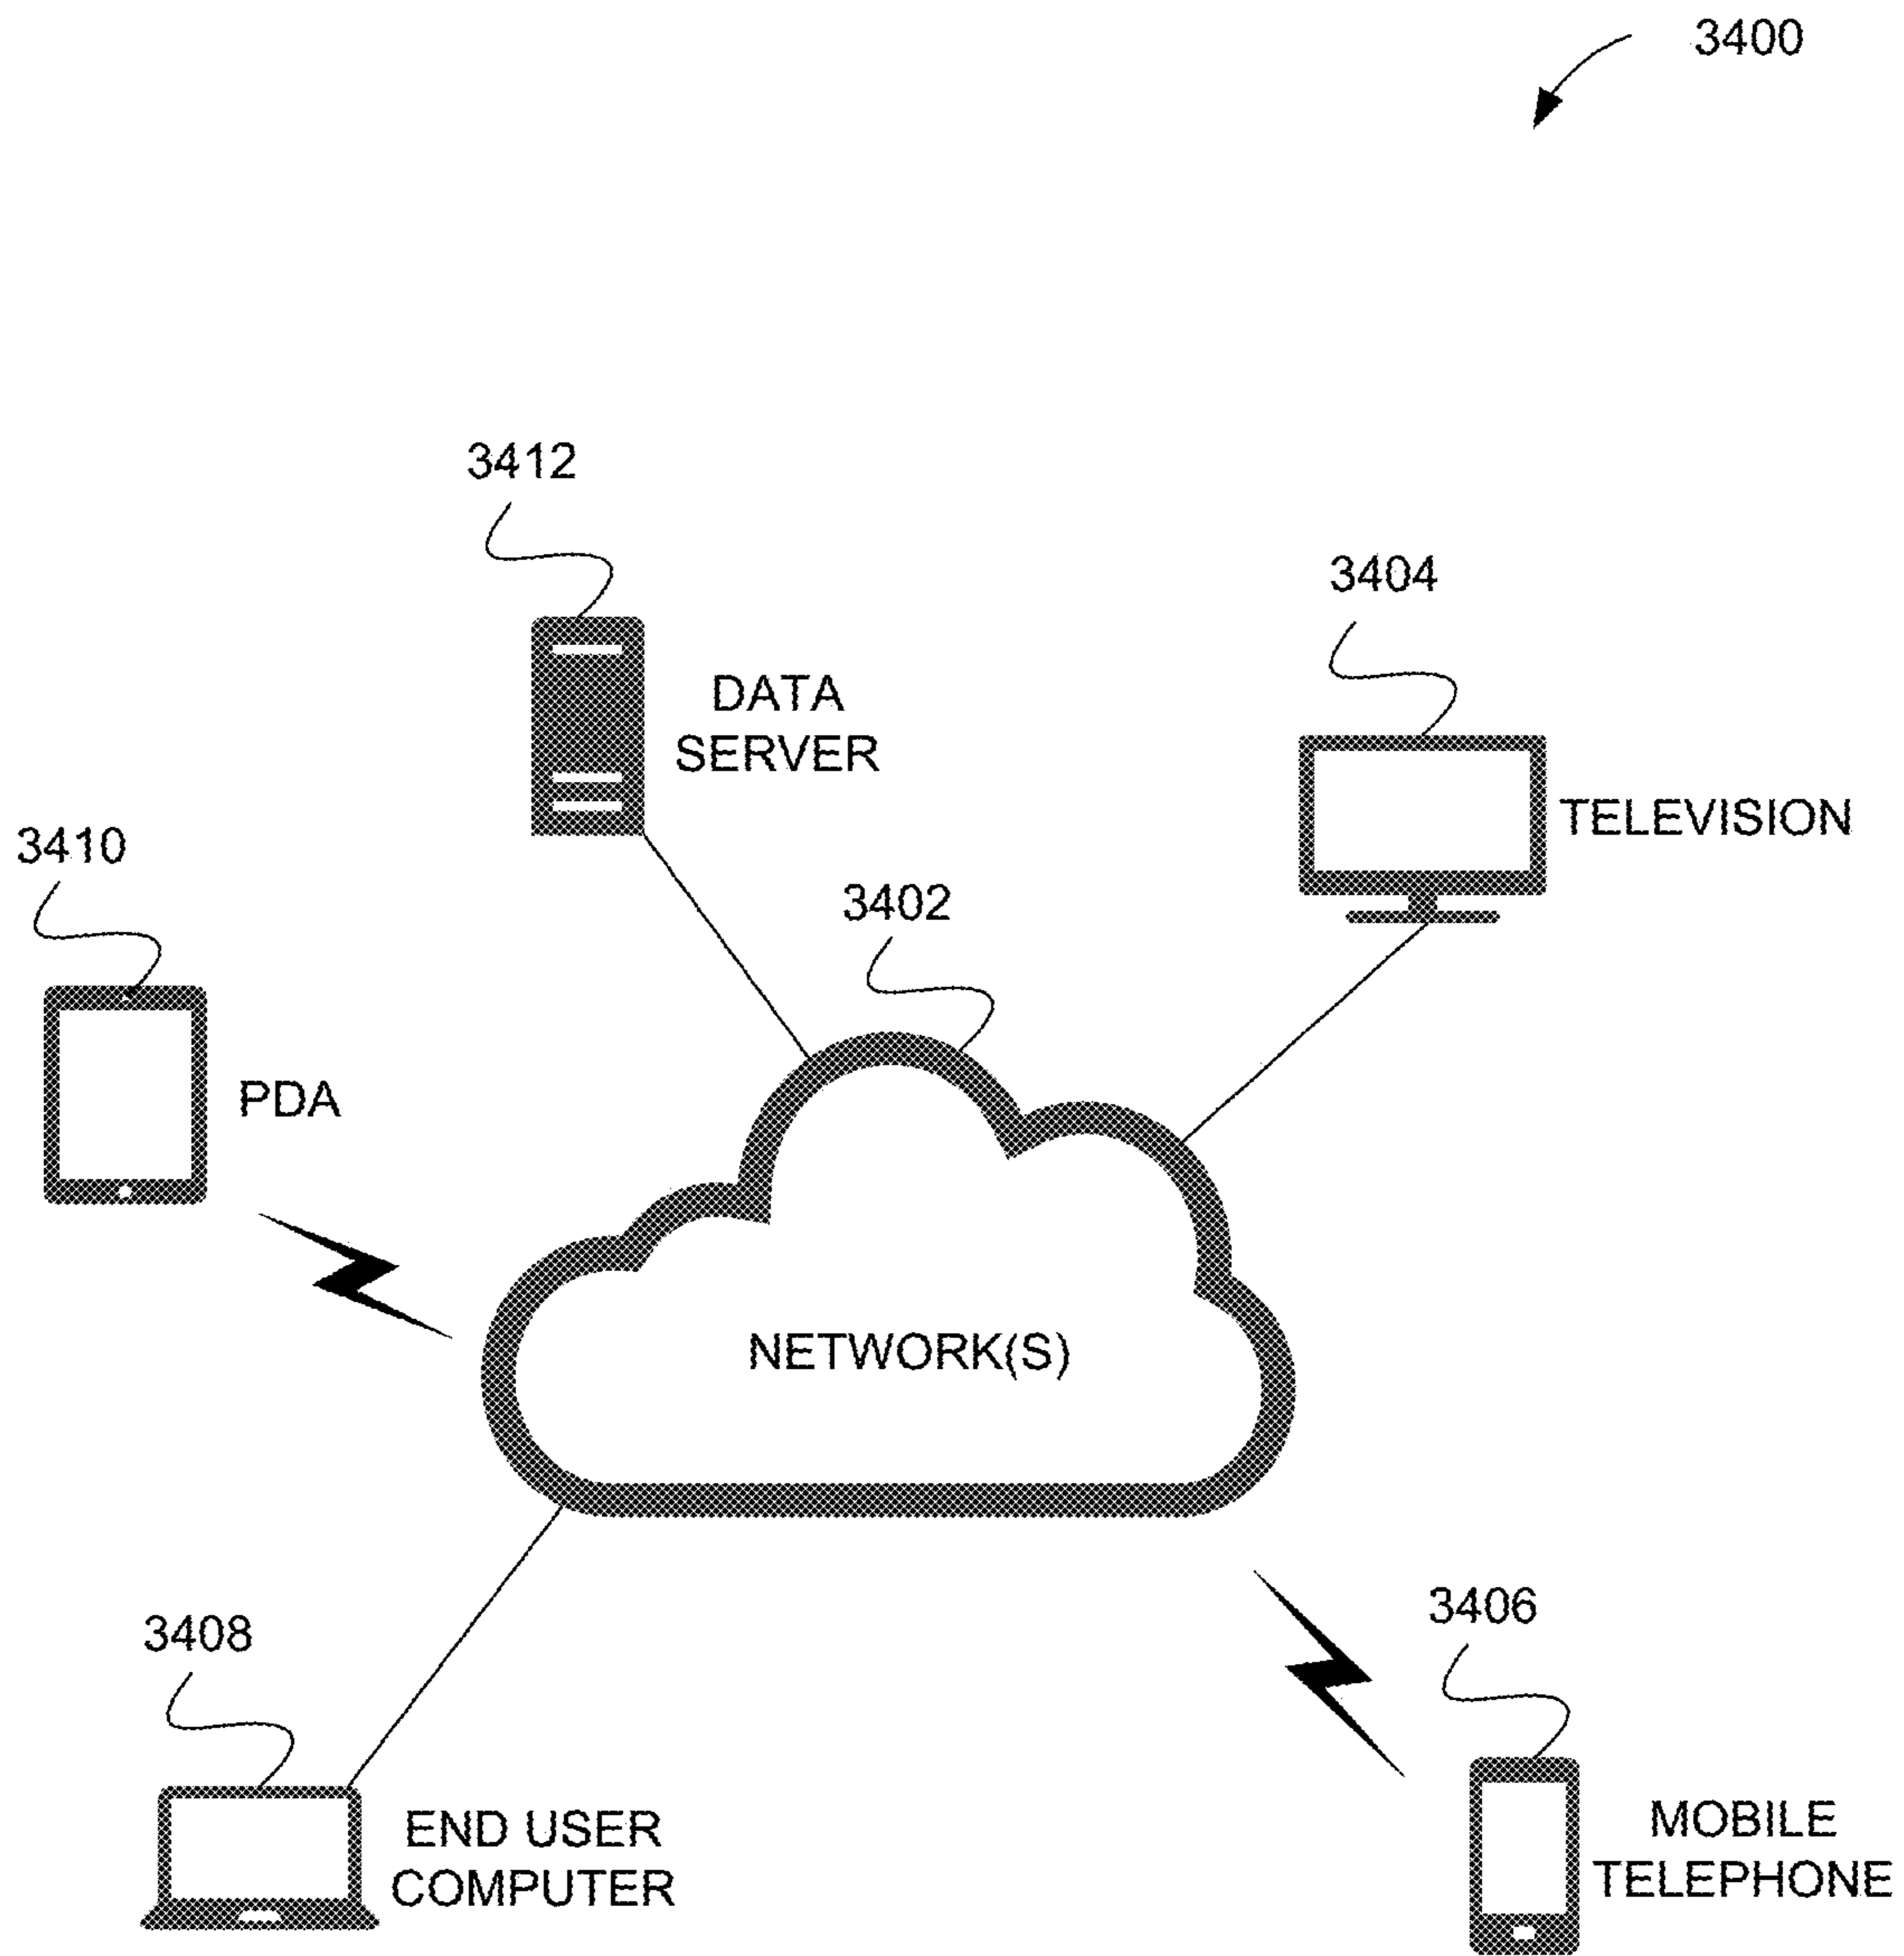 3400
3412
DATA
SERVER
3404
TELEVISION
3410
PDA
3402
NETWORK(S)
3408
END USER
COMPUTER
3406
MOBILE
TELEPHONE